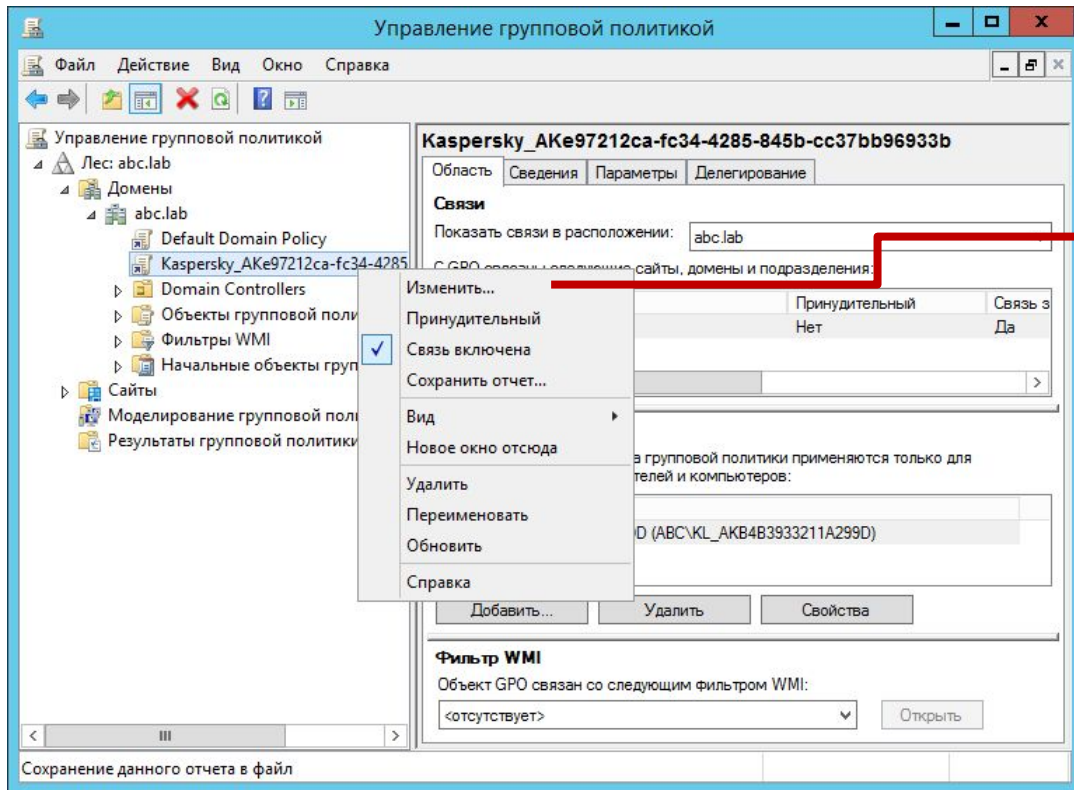 Управление групповой политикой
Файл Действие Вид Окно Справка
Управление групповой политикой
Лес: abc.lab
Домены
abc.lab
Default Domain Policy
Kaspersky_AKe97212ca-fc34-4285
Domain Controllers
Объекты групповой поли
Фильтры WMI
Начальные объекты груп
Сайты
Моделирование групповой поли
Результаты групповой политики
Изменить...
Принудительный
Связь включена
Сохранить отчет...
Вид
Новое окно отсюда
Удалить
Переименовать
Обновить
Справка
Kaspersky_AKe97212ca-fc34-4285-845b-cc37bb96933b
Область Сведения Параметры Делегирование
Связи
Показать связи в расположении: abc.lab
С GPO связаны следующие сайты, домены и подразделения:
Принудительный Связь з
Нет Да
а групповой политики применяются только для
телей и компьютеров:
D (ABC\KL_AKB4B3933211A299D)
Добавить... Удалить Свойства
Фильтр WMI
Объект GPO связан со следующим фильтром WMI:
<отсутствует> Открыть
Сохранение данного отчета в файл